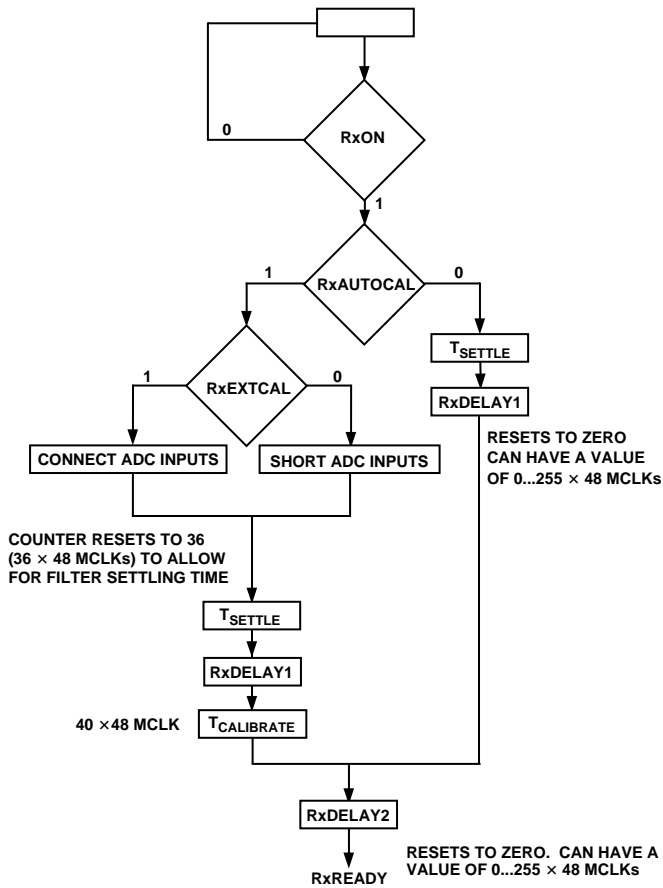 0
RxON
1
1
RxAUTOCAL
0
TSETTLE
1
RxEXTCAL
0
RxDELAY1
CONNECT ADC INPUTS
SHORT ADC INPUTS
RESETS TO ZERO
CAN HAVE A VALUE
OF 0...255 × 48 MCLKs
COUNTER RESETS TO 36
(36 × 48 MCLKs) TO ALLOW
FOR FILTER SETTLING TIME
TSETTLE
RxDELAY1
40 ×48 MCLK
TCALIBRATE
RxDELAY2
RESETS TO ZERO. CAN HAVE A
VALUE OF 0...255 × 48 MCLKs
RxREADY